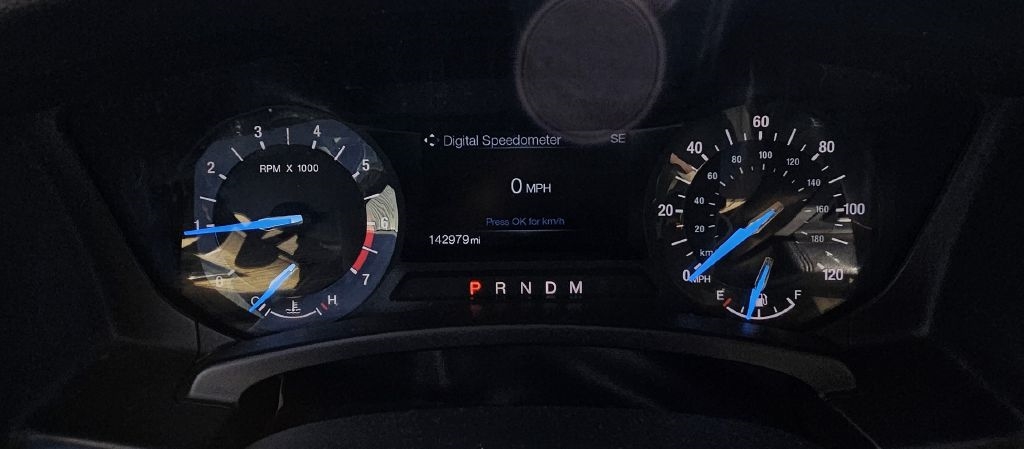 Digital Speedometer SE
0 MPH
Press OK for km/h
142979 mi
P R N D M
RPM X 1000
0 1 2 3 4 5 6 7
C H
0 20 40 60 80 100 120
MPH
20 40 60 80 100 120 140 160 180
km
E F